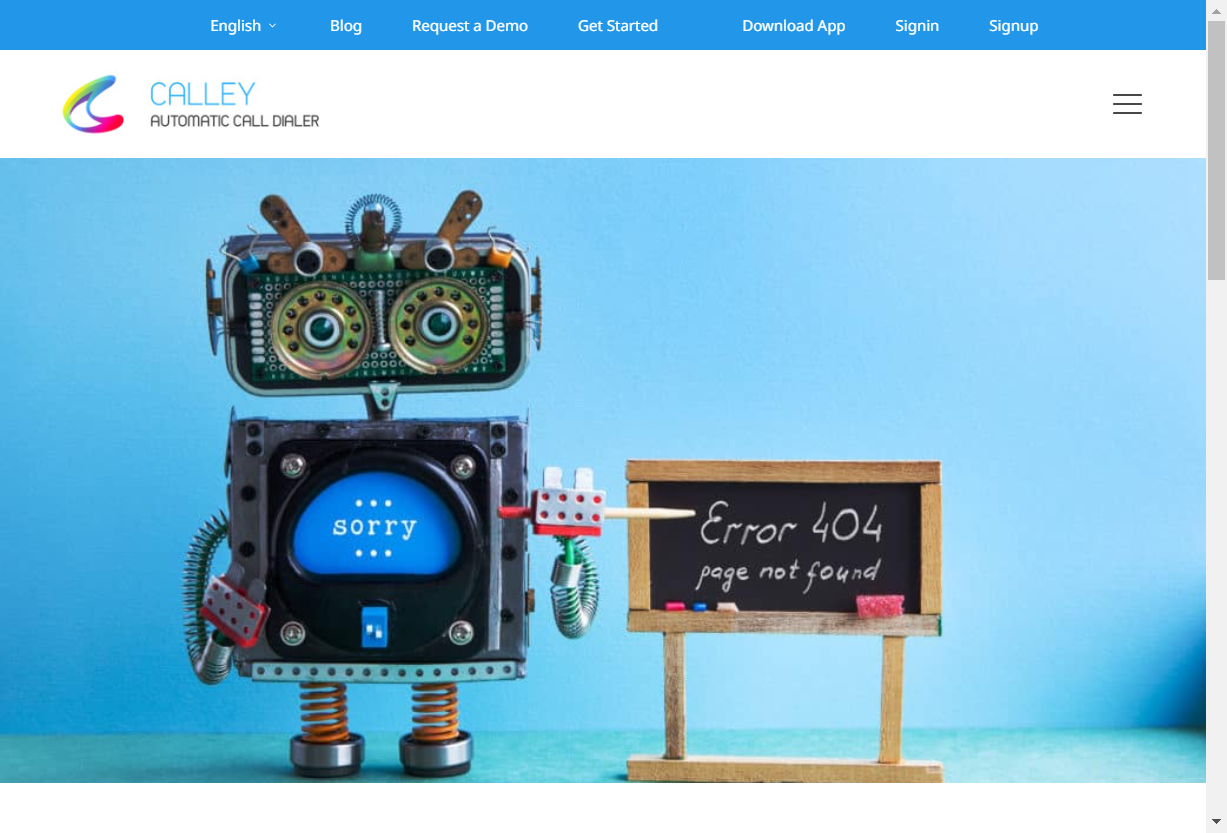 English
Blog
Request a Demo
Get Started
Download App
Signin
Signup
CALLEY
AUTOMATIC CALL DIALER
sorry
Error 404
page not found